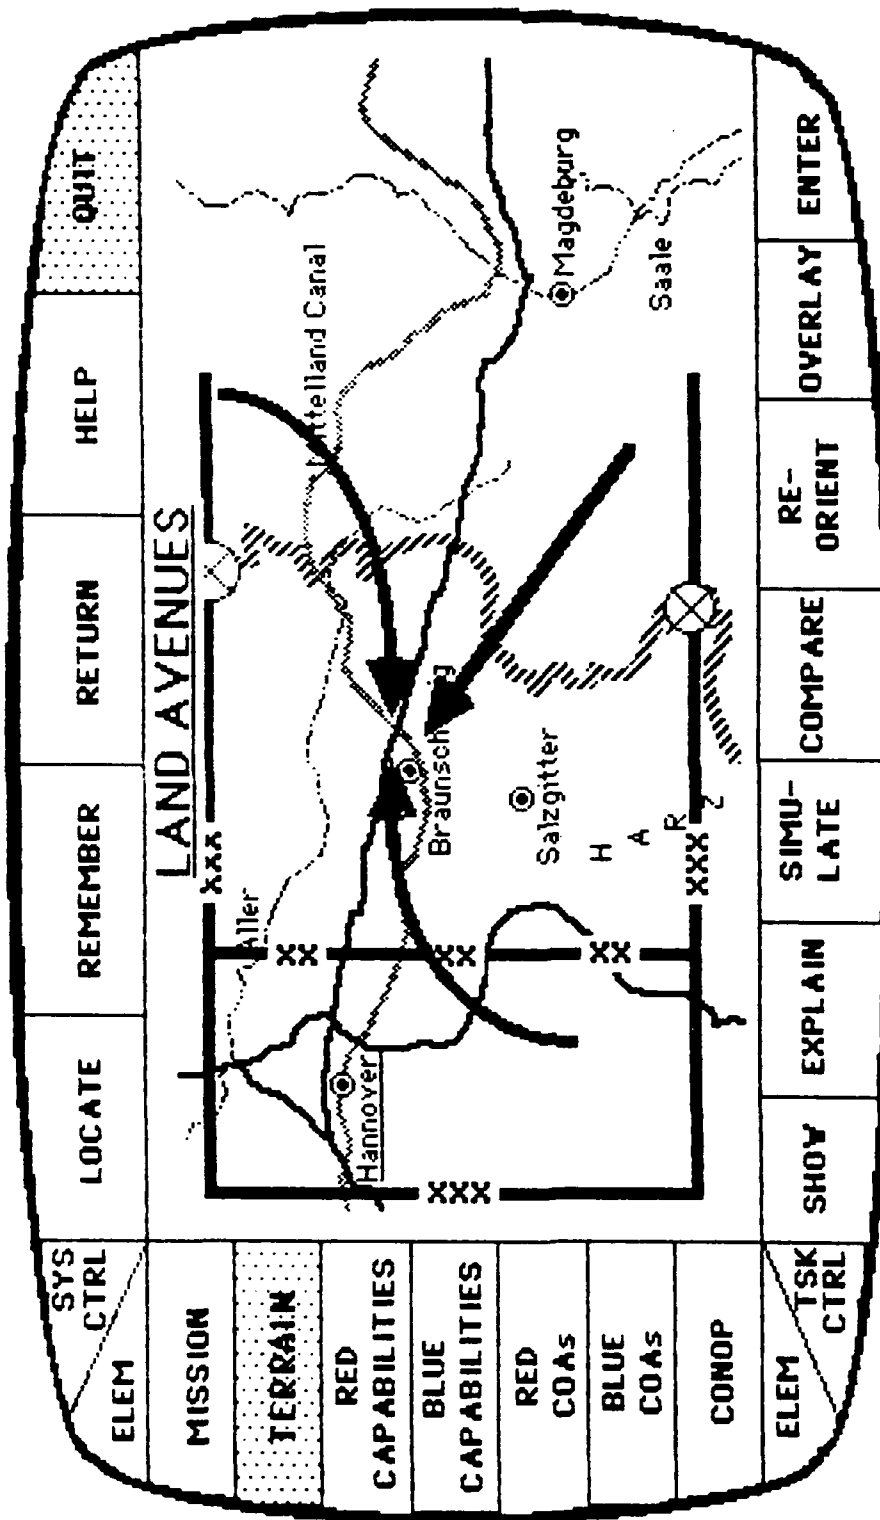 SYS
CTRL
ELEM
LOCATE
REMEMBER
RETURN
HELP
QUIT
MISSION
TERRAIN
RED
CAPABILITIES
BLUE
CAPABILITIES
RED
COAs
BLUE
COAs
CONOP
LAND AVENUES
XXX
Aller
XX
ittelland Canal
Hannover
XXX
XX
Braunsch
g
Salzgitter
Magdeburg
XX
H
A
R
Z
Saale
XXX
ELEM
TSK
CTRL
SHOW
EXPLAIN
SIMU-
LATE
COMPARE
RE-
ORIENT
OVERLAY
ENTER